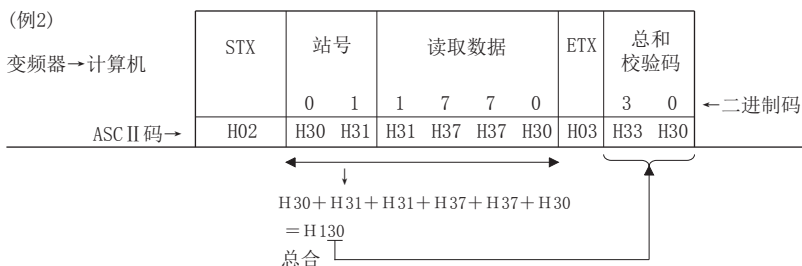 (例2)
变频器→计算机
STX 站号 读取数据 ETX 总和校验码
0 1 1 7 7 0 3 0 ←二进制码
ASCⅡ码→ H02 H30 H31 H31 H37 H37 H30 H03 H33 H30
H30+H31+H31+H37+H37+H30
=H130
总合